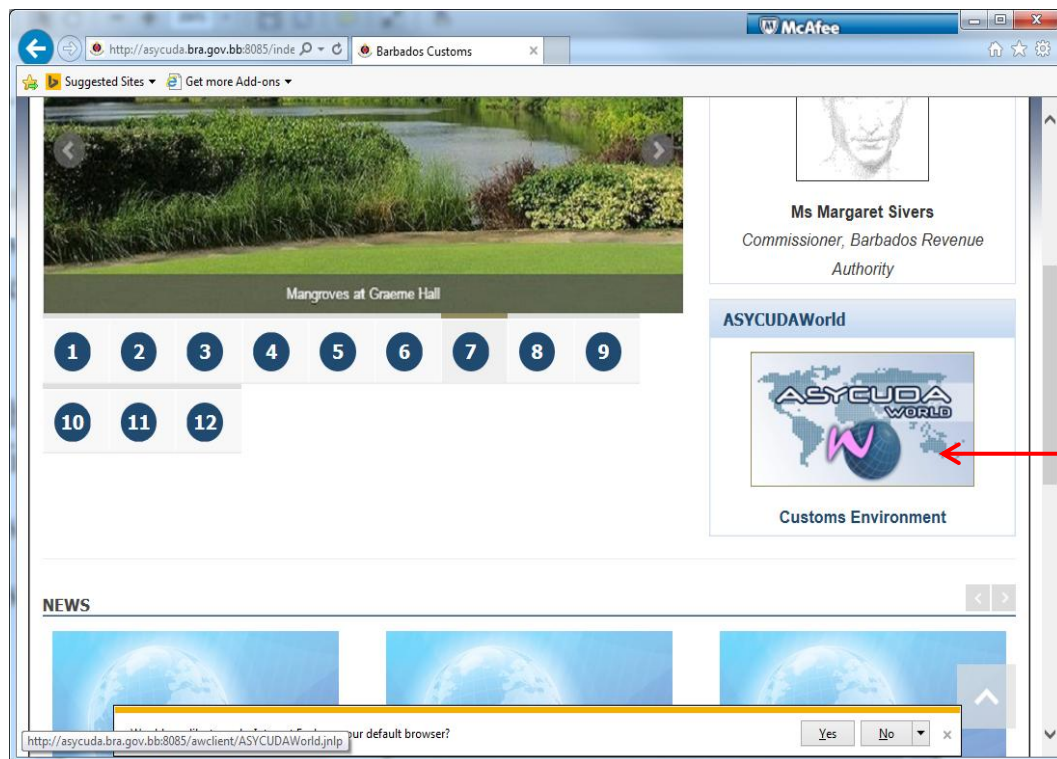 McAfee
http://asycuda.bra.gov.bb:8085/inde
Barbados Customs
Suggested Sites
Get more Add-ons
Mangroves at Graeme Hall
1 2 3 4 5 6 7 8 9
10 11 12
Ms Margaret Sivers
Commissioner, Barbados Revenue
Authority
ASYCUDAWorld
ASYCUDA
WORLD
W
Customs Environment
NEWS
our default browser?
Yes No
http://asycuda.bra.gov.bb:8085/awclient/ASYCUDAWorld.jnlp